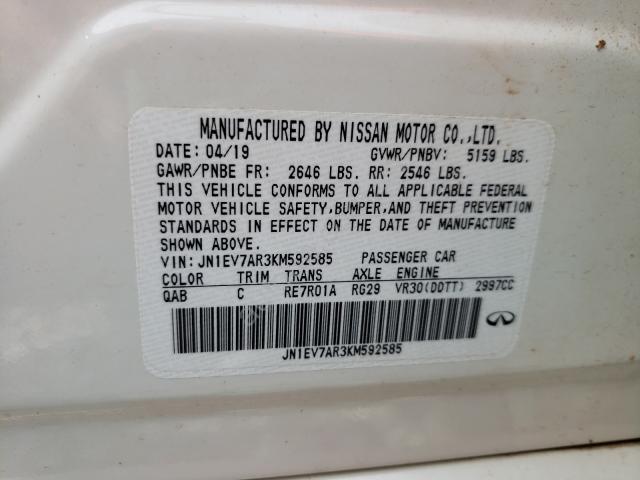 MANUFACTURED BY NISSAN MOTOR CO.,LTD.
DATE: 04/19 GVWR/PNBV: 5159 LBS.
GAWR/PNBE FR: 2646 LBS. RR: 2546 LBS.
THIS VEHICLE CONFORMS TO ALL APPLICABLE FEDERAL
MOTOR VEHICLE SAFETY,BUMPER,AND THEFT PREVENTION
STANDARDS IN EFFECT ON THE DATE OF MANUFACTURE
SHOWN ABOVE.
VIN:JN1EV7AR3KM592585 PASSENGER CAR
COLOR TRIM TRANS AXLE ENGINE
QAB C RE7R01A RG29 VR30(DDTT) 2997CC
JN1EV7AR3KM592585